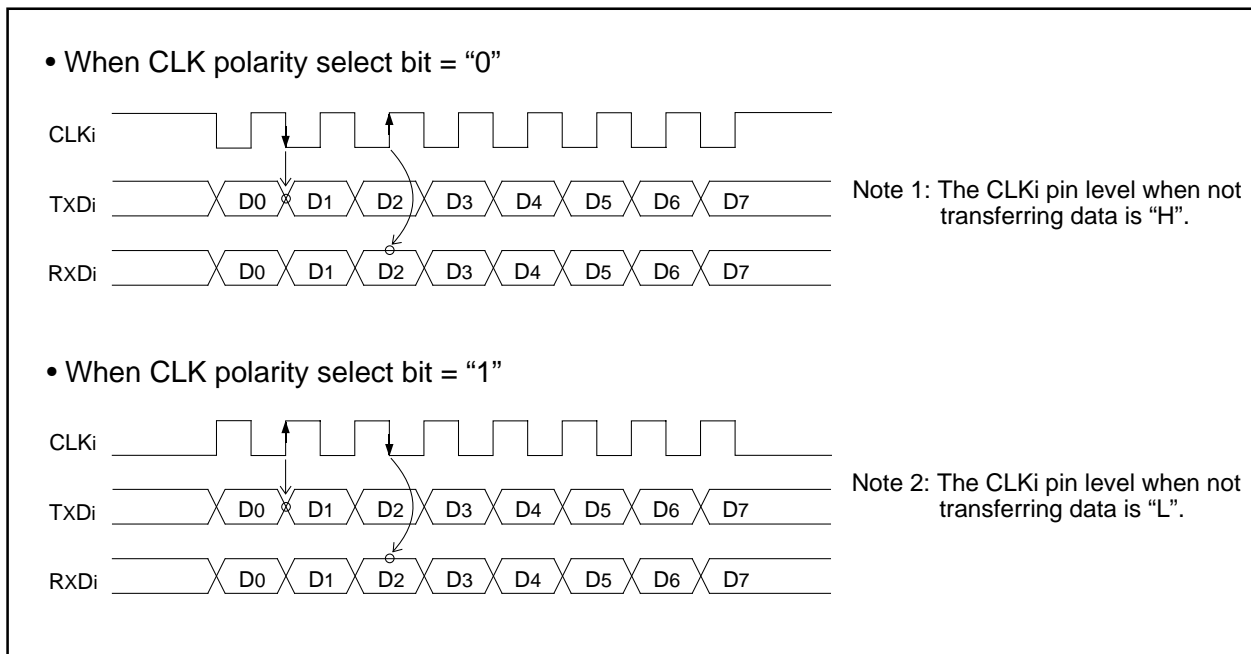 • When CLK polarity select bit = “0”
CLKi
TXDi D0 D1 D2 D3 D4 D5 D6 D7
RXDi D0 D1 D2 D3 D4 D5 D6 D7
Note 1: The CLKi pin level when not
transferring data is “H”.
• When CLK polarity select bit = “1”
CLKi
TXDi D0 D1 D2 D3 D4 D5 D6 D7
RXDi D0 D1 D2 D3 D4 D5 D6 D7
Note 2: The CLKi pin level when not
transferring data is “L”.